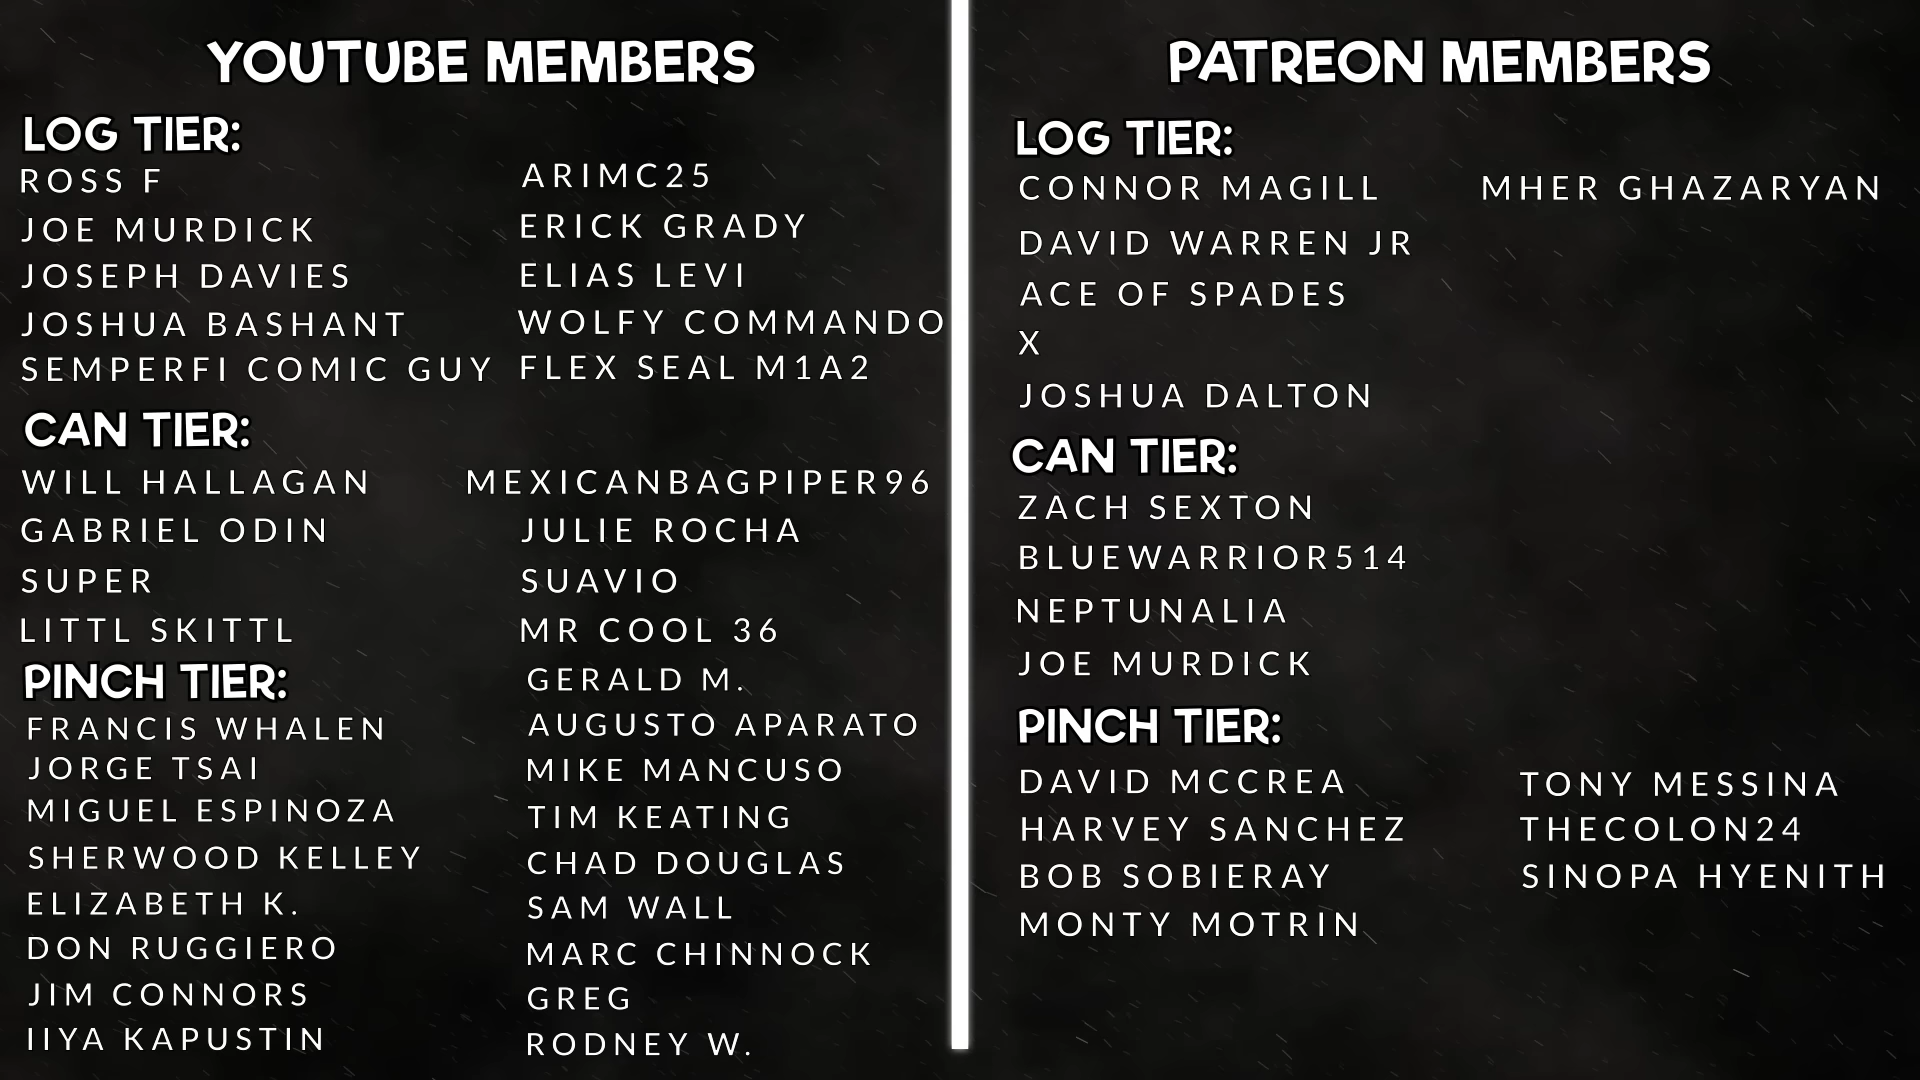 YOUTUBE MEMBERS
LOG TIER:
ROSS F
JOE MURDICK
JOSEPH DAVIES
JOSHUA BASHANT
SEMPERFI COMIC GUY
ARIMC25
ERICK GRADY
ELIAS LEVI
WOLFY COMMANDO
FLEX SEAL M1A2
CAN TIER:
WILL HALLAGAN
GABRIEL ODIN
SUPER
LITTL SKITTL
MEXICANBAGPIPER96
JULIE ROCHA
SUAVIO
MR COOL 36
PINCH TIER:
FRANCIS WHALEN
JORGE TSAI
MIGUEL ESPINOZA
SHERWOOD KELLEY
ELIZABETH K.
DON RUGGIERO
JIM CONNORS
IIYA KAPUSTIN
GERALD M.
AUGUSTO APARATO
MIKE MANCUSO
TIM KEATING
CHAD DOUGLAS
SAM WALL
MARC CHINNOCK
GREG
RODNEY W.
PATREON MEMBERS
LOG TIER:
CONNOR MAGILL
DAVID WARREN JR
ACE OF SPADES
X
JOSHUA DALTON
MHER GHAZARYAN
CAN TIER:
ZACH SEXTON
BLUEWARRIOR514
NEPTUNALIA
JOE MURDICK
PINCH TIER:
DAVID MCCREA
HARVEY SANCHEZ
BOB SOBIERAY
MONTY MOTRIN
TONY MESSINA
THECOLON24
SINOPA HYENITH